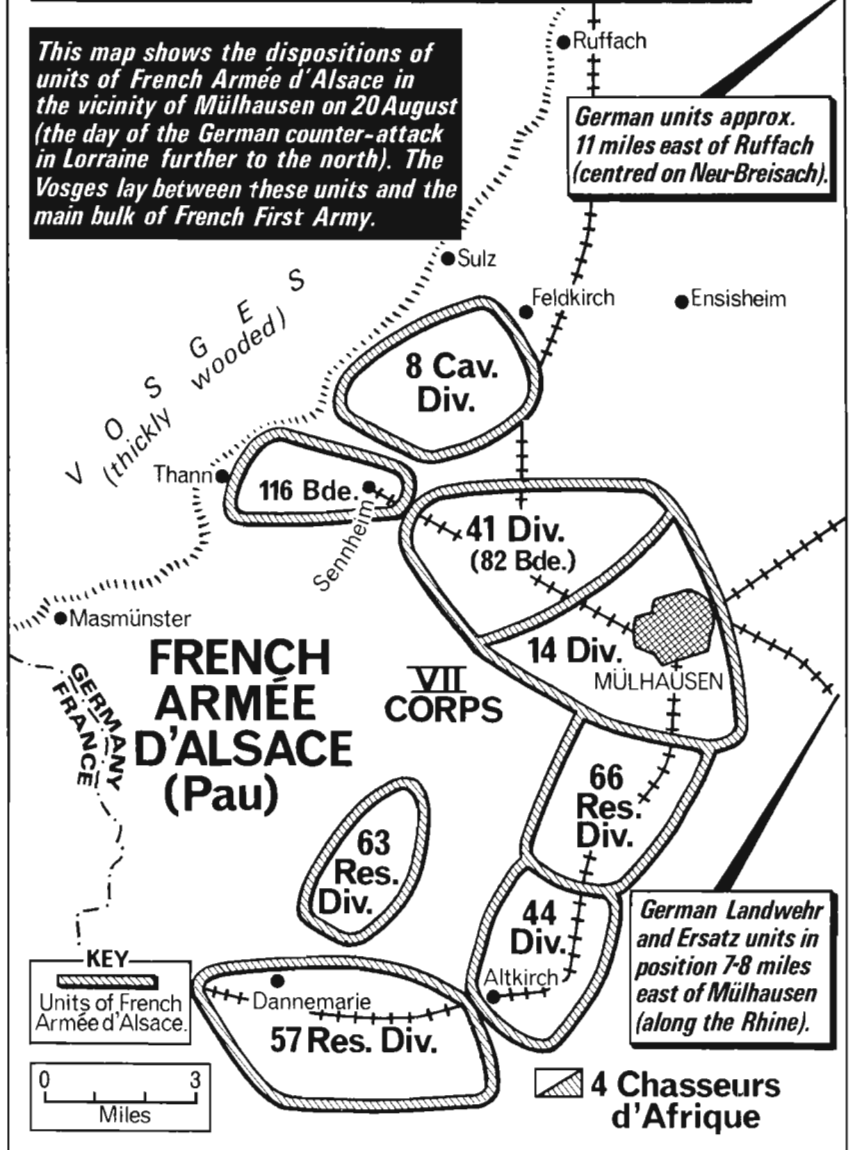 This map shows the dispositions of
units of French Armée d'Alsace in
the vicinity of Mülhausen on 20 August
(the day of the German counter-attack
in Lorraine further to the north). The
Vosges lay between these units and the
main bulk of French First Army.
Ruffach
German units approx.
11 miles east of Ruffach
(centred on Neu-Breisach).
Sulz
Feldkirch
Ensisheim
VOSGES
(thickly wooded)
8 Cav.
Div.
Thann
116 Bde.
Sennheim
41 Div.
(82 Bde.)
Masmünster
14 Div.
MÜLHAUSEN
GERMANY
FRANCE
FRENCH
ARMÉE
D'ALSACE
(Pau)
VII
CORPS
66
Res.
Div.
63
Res.
Div.
44
Div.
Altkirch
German Landwehr
and Ersatz units in
position 7-8 miles
east of Mülhausen
(along the Rhine).
KEY
Units of French
Armée d'Alsace.
Dannemarie
57 Res. Div.
0 3
Miles
4 Chasseurs
d'Afrique